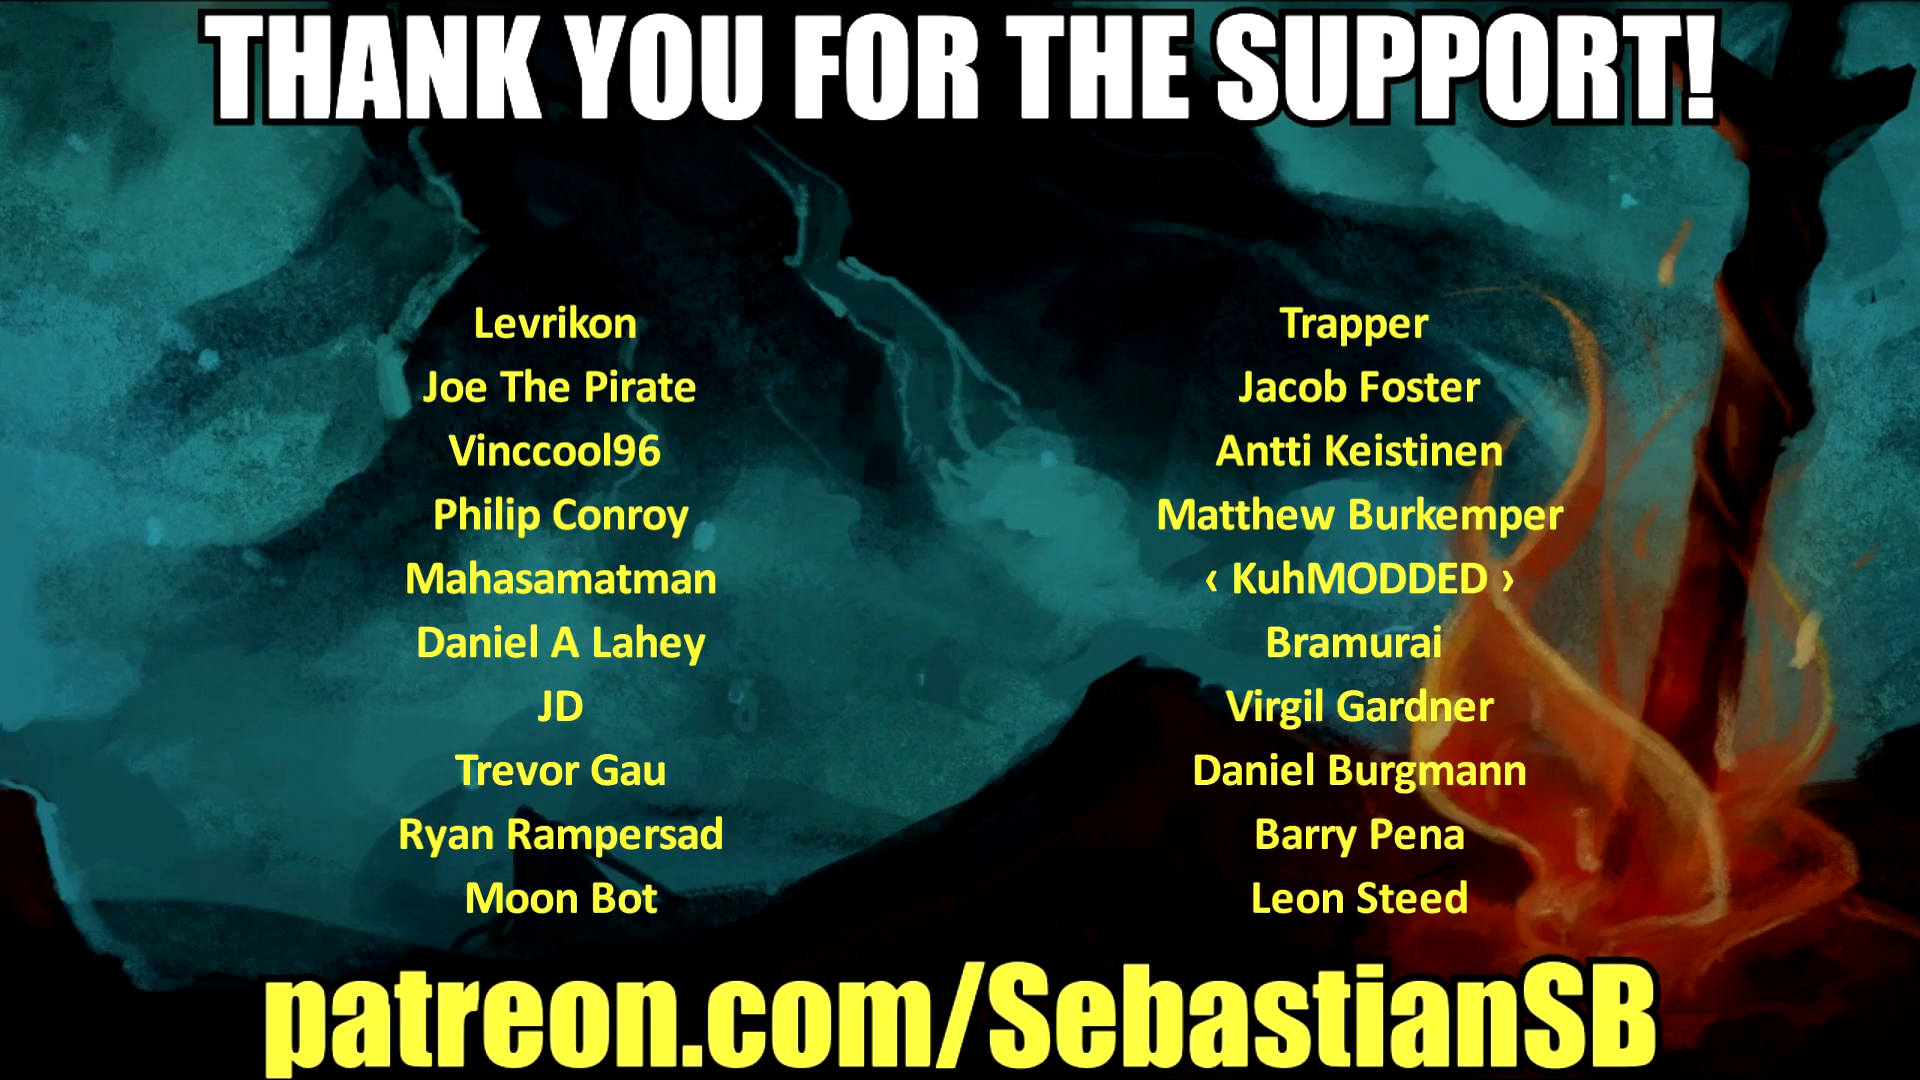 THANK YOU FOR THE SUPPORT!
Levrikon
Joe The Pirate
Vinccool96
Philip Conroy
Mahasamatman
Daniel A Lahey
JD
Trevor Gau
Ryan Rampersad
Moon Bot
Trapper
Jacob Foster
Antti Keistinen
Matthew Burkemper
‹ KuhMODDED ›
Bramurai
Virgil Gardner
Daniel Burgmann
Barry Pena
Leon Steed
patreon.com/SebastianSB